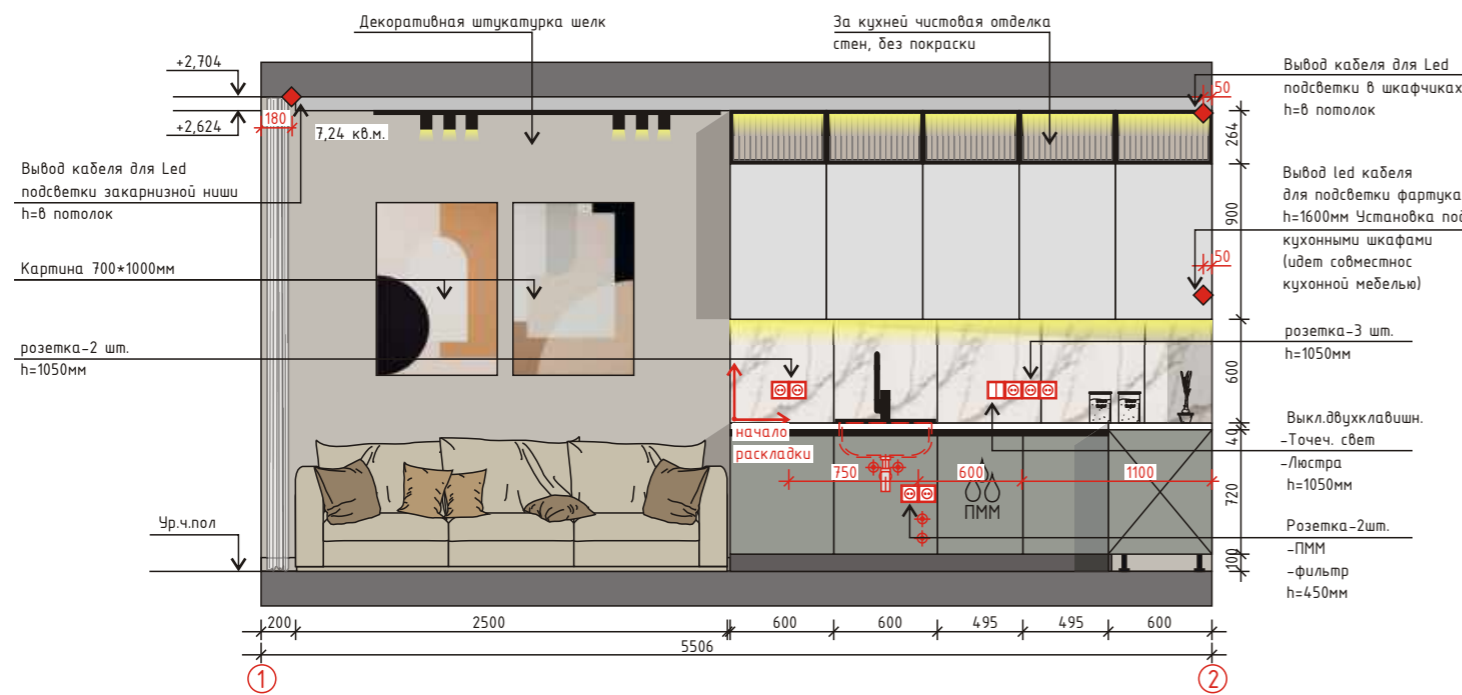 Декоративная штукатурка шелк
За кухней чистовая отделка
стен, без покраски
+2,704
+2,624
180
7,24 кв.м.
Вывод кабеля для Led
подсветки закарнизной ниши
h=в потолок
Картина 700*1000мм
розетка-2 шт.
h=1050мм
Ур.ч.пол
Вывод кабеля для Led
подсветки в шкафчиках
h=в потолок
50
264
Вывод led кабеля
для подсветки фартука
h=1600мм Установка под
кухонными шкафами
(идет совместнос
кухонной мебелью)
900
50
розетка-3 шт.
h=1050мм
600
Выкл.двухклавишн.
-Точеч. свет
-Люстра
h=1050мм
40
начало
раскладки
750
600
1100
720
ПММ
Розетка-2шт.
-ПММ
-фильтр
h=450мм
100
200
2500
600
600
495
495
600
5506
1
2